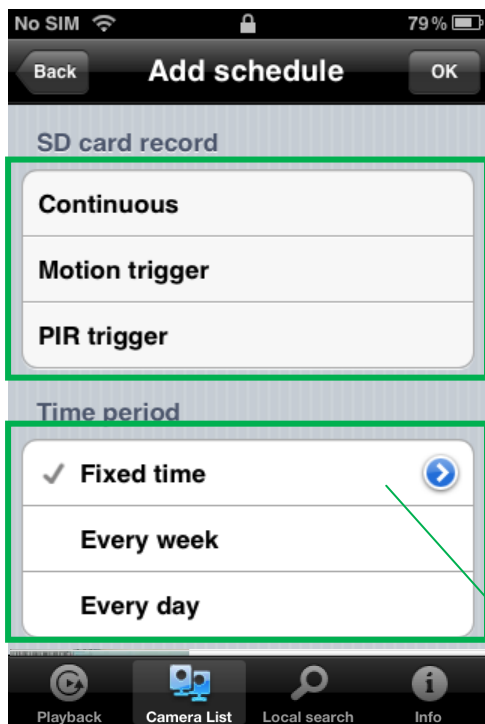 No SIM 79%
Back Add schedule OK
SD card record
Continuous
Motion trigger
PIR trigger
Time period
Fixed time
Every week
Every day
Playback Camera List Local search Info